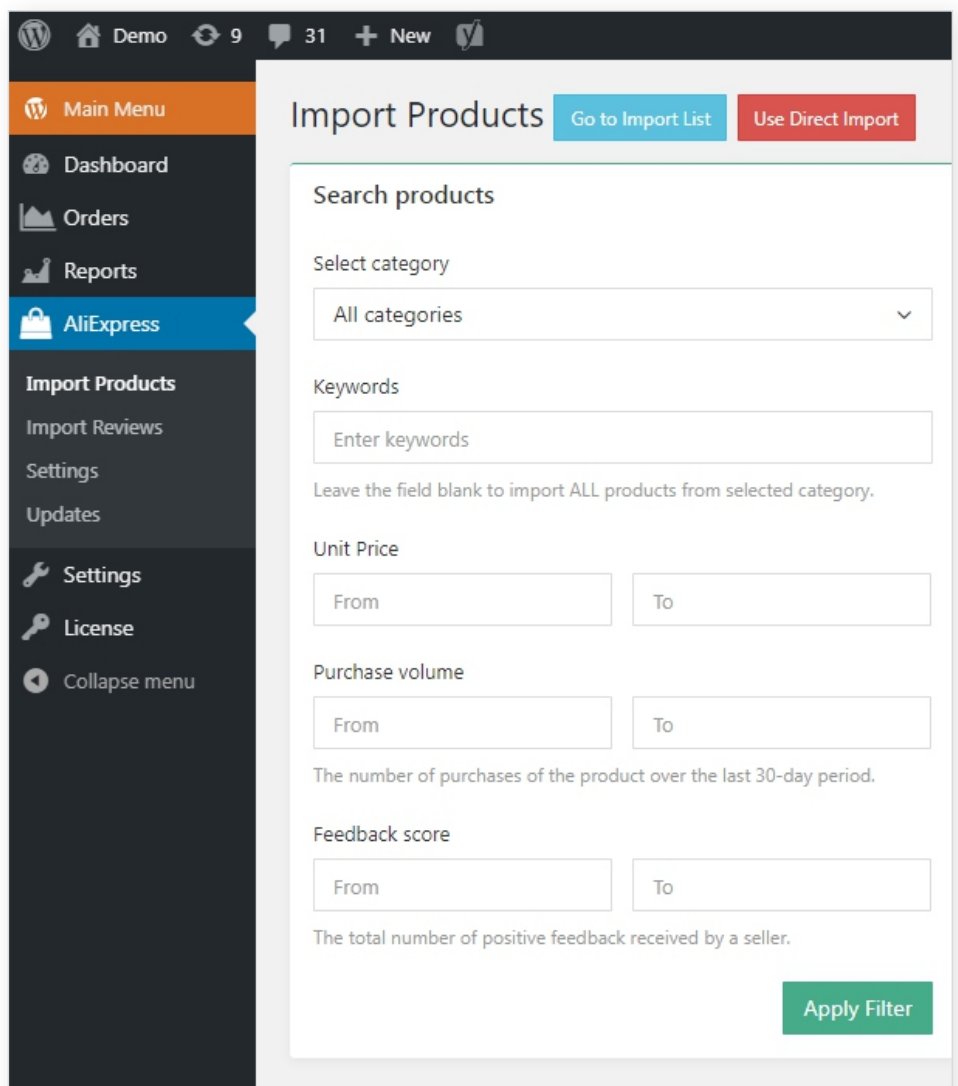 Demo 9 31 New
Main Menu
Dashboard
Orders
Reports
AliExpress
Import Products
Import Reviews
Settings
Updates
Settings
License
Collapse menu
Import Products Go to Import List Use Direct Import
Search products
Select category
All categories
Keywords
Enter keywords
Leave the field blank to import ALL products from selected category.
Unit Price
From To
Purchase volume
From To
The number of purchases of the product over the last 30-day period.
Feedback score
From To
The total number of positive feedback received by a seller.
Apply Filter